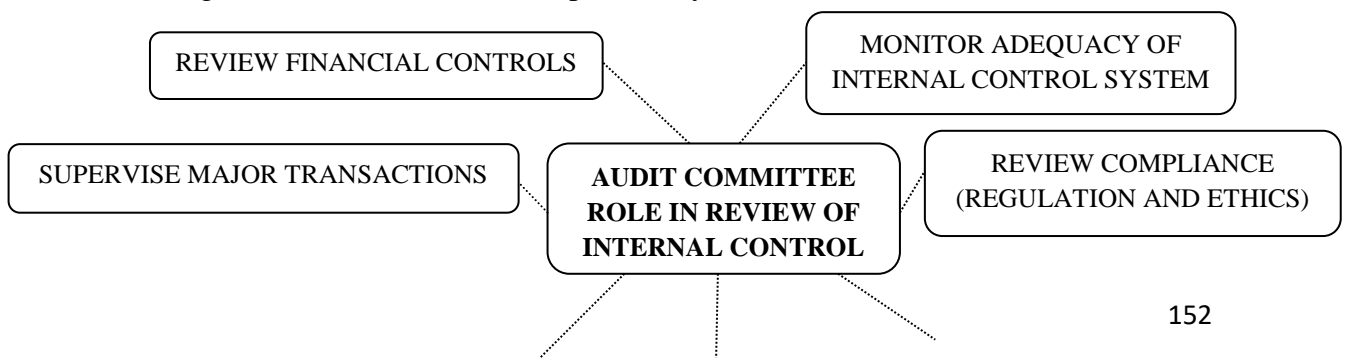 REVIEW FINANCIAL CONTROLS
MONITOR ADEQUACY OF
INTERNAL CONTROL SYSTEM
SUPERVISE MAJOR TRANSACTIONS
AUDIT COMMITTEE
ROLE IN REVIEW OF
INTERNAL CONTROL
REVIEW COMPLIANCE
(REGULATION AND ETHICS)
152